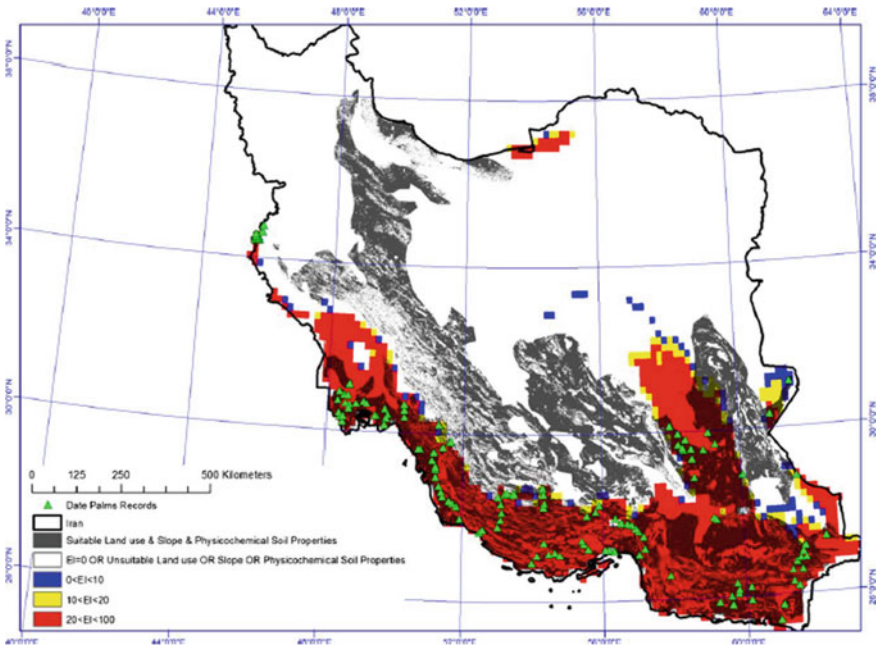 40°0'0"E 44°0'0"E 48°0'0"E 52°0'0"E 56°0'0"E 60°0'0"E 64°0'0"E
38°0'0"N
38°0'0"N
34°0'0"N
34°0'0"N
30°0'0"N
30°0'0"N
0 125 250 500 Kilometers
Date Palms Records
Iran
Suitable Land use & Slope & Physicochemical Soil Properties
EI=0 OR Unsuitable Land use OR Slope OR Physicochemical Soil Properties
0<EI<10
10<EI<20
20<EI<100
26°0'0"N
26°0'0"N
40°0'0"E 44°0'0"E 48°0'0"E 52°0'0"E 56°0'0"E 60°0'0"E